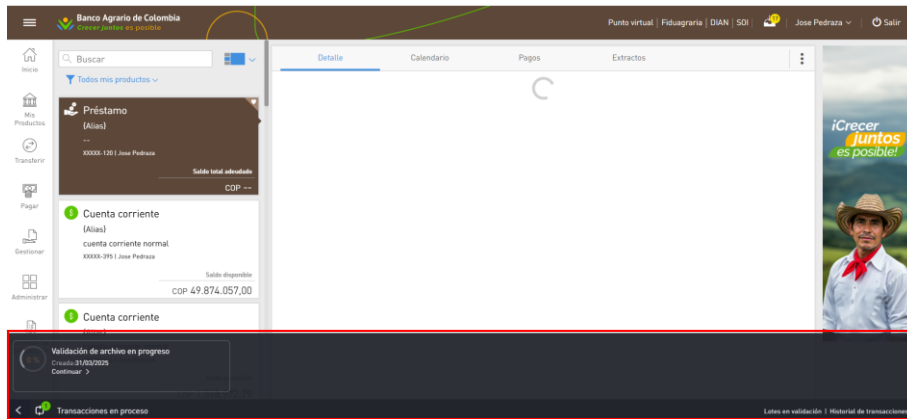 Banco Agrario de Colombia
Crecer juntos es posible
Punto virtual | Fiduagraria | DIAN | SOI |
17
Jose Pedraza
Salir
Inicio
Mis
Productos
Transferir
Pagar
Gestionar
Administrar
Buscar
Todos mis productos
Préstamo
(Alias)
--
XXXXX-120 | Jose Pedraza
Saldo total adeudado
COP --
Cuenta corriente
(Alias)
cuenta corriente normal
XXXXX-395 | Jose Pedraza
Saldo disponible
COP 49.874.057,00
Cuenta corriente
Detalle
Calendario
Pagos
Extractos
¡Crecer
juntos
es posible!
0 %
Validación de archivo en progreso
Creada:31/03/2025
Continuar >
1
Transacciones en proceso
Lotes en validación | Historial de transacciones